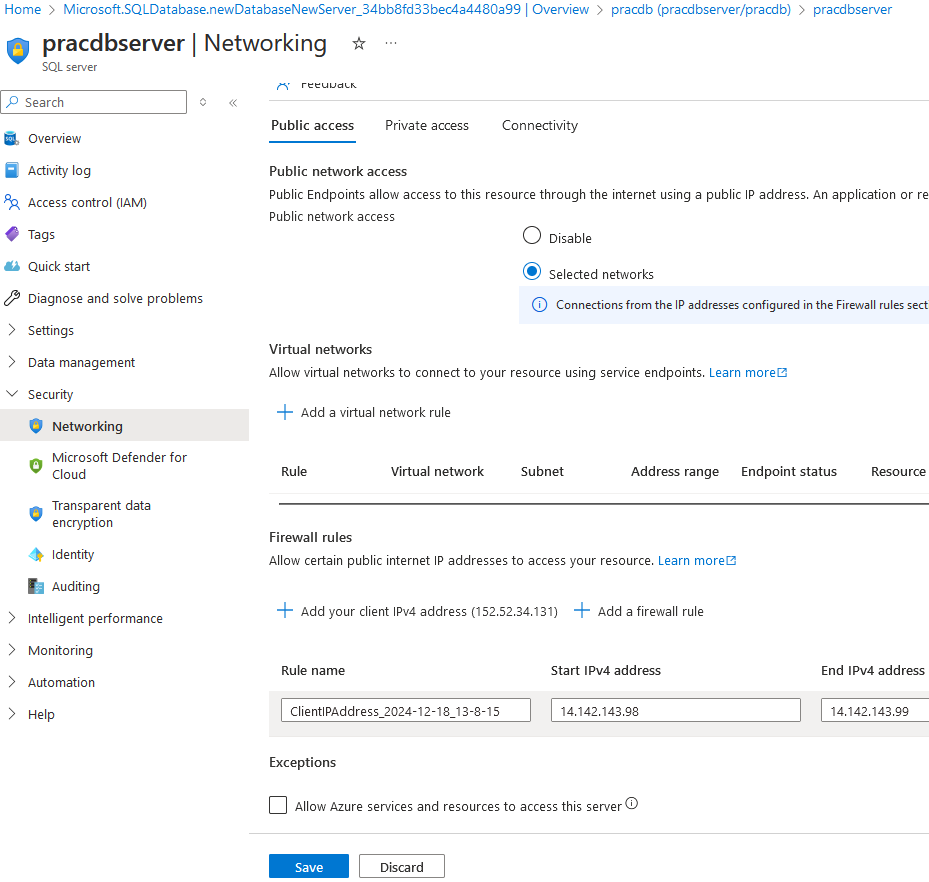 Home > Microsoft.SQLDatabase.newDatabaseNewServer_34bb8fd33bec4a4480a99 | Overview > pracdb (pracdbserver/pracdb) > pracdbserver
pracdbserver | Networking
SQL server
Search
Overview
Activity log
Access control (IAM)
Tags
Quick start
Diagnose and solve problems
Settings
Data management
Security
Networking
Microsoft Defender for
Cloud
Transparent data
encryption
Identity
Auditing
Intelligent performance
Monitoring
Automation
Help
Feedback
Public access Private access Connectivity
Public network access
Public Endpoints allow access to this resource through the internet using a public IP address. An application or re
Public network access
Disable
Selected networks
Connections from the IP addresses configured in the Firewall rules sect
Virtual networks
Allow virtual networks to connect to your resource using service endpoints. Learn more
+ Add a virtual network rule
Rule Virtual network Subnet Address range Endpoint status Resource
Firewall rules
Allow certain public internet IP addresses to access your resource. Learn more
+ Add your client IPv4 address (152.52.34.131) + Add a firewall rule
Rule name Start IPv4 address End IPv4 address
ClientIPAddress_2024-12-18_13-8-15 14.142.143.98 14.142.143.99
Exceptions
Allow Azure services and resources to access this server
Save Discard